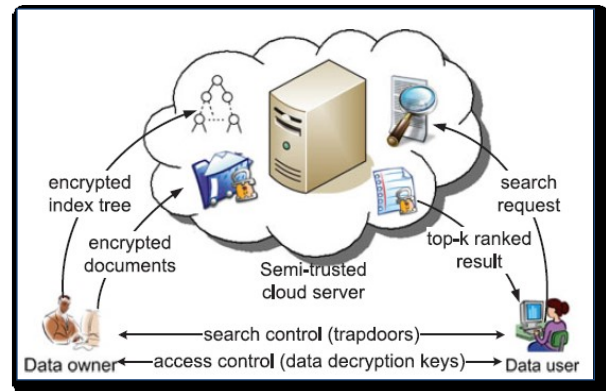 encrypted
index tree
encrypted
documents
Semi-trusted
cloud server
search
request
top-k ranked
result
search control (trapdoors)
access control (data decryption keys)
Data owner
Data user